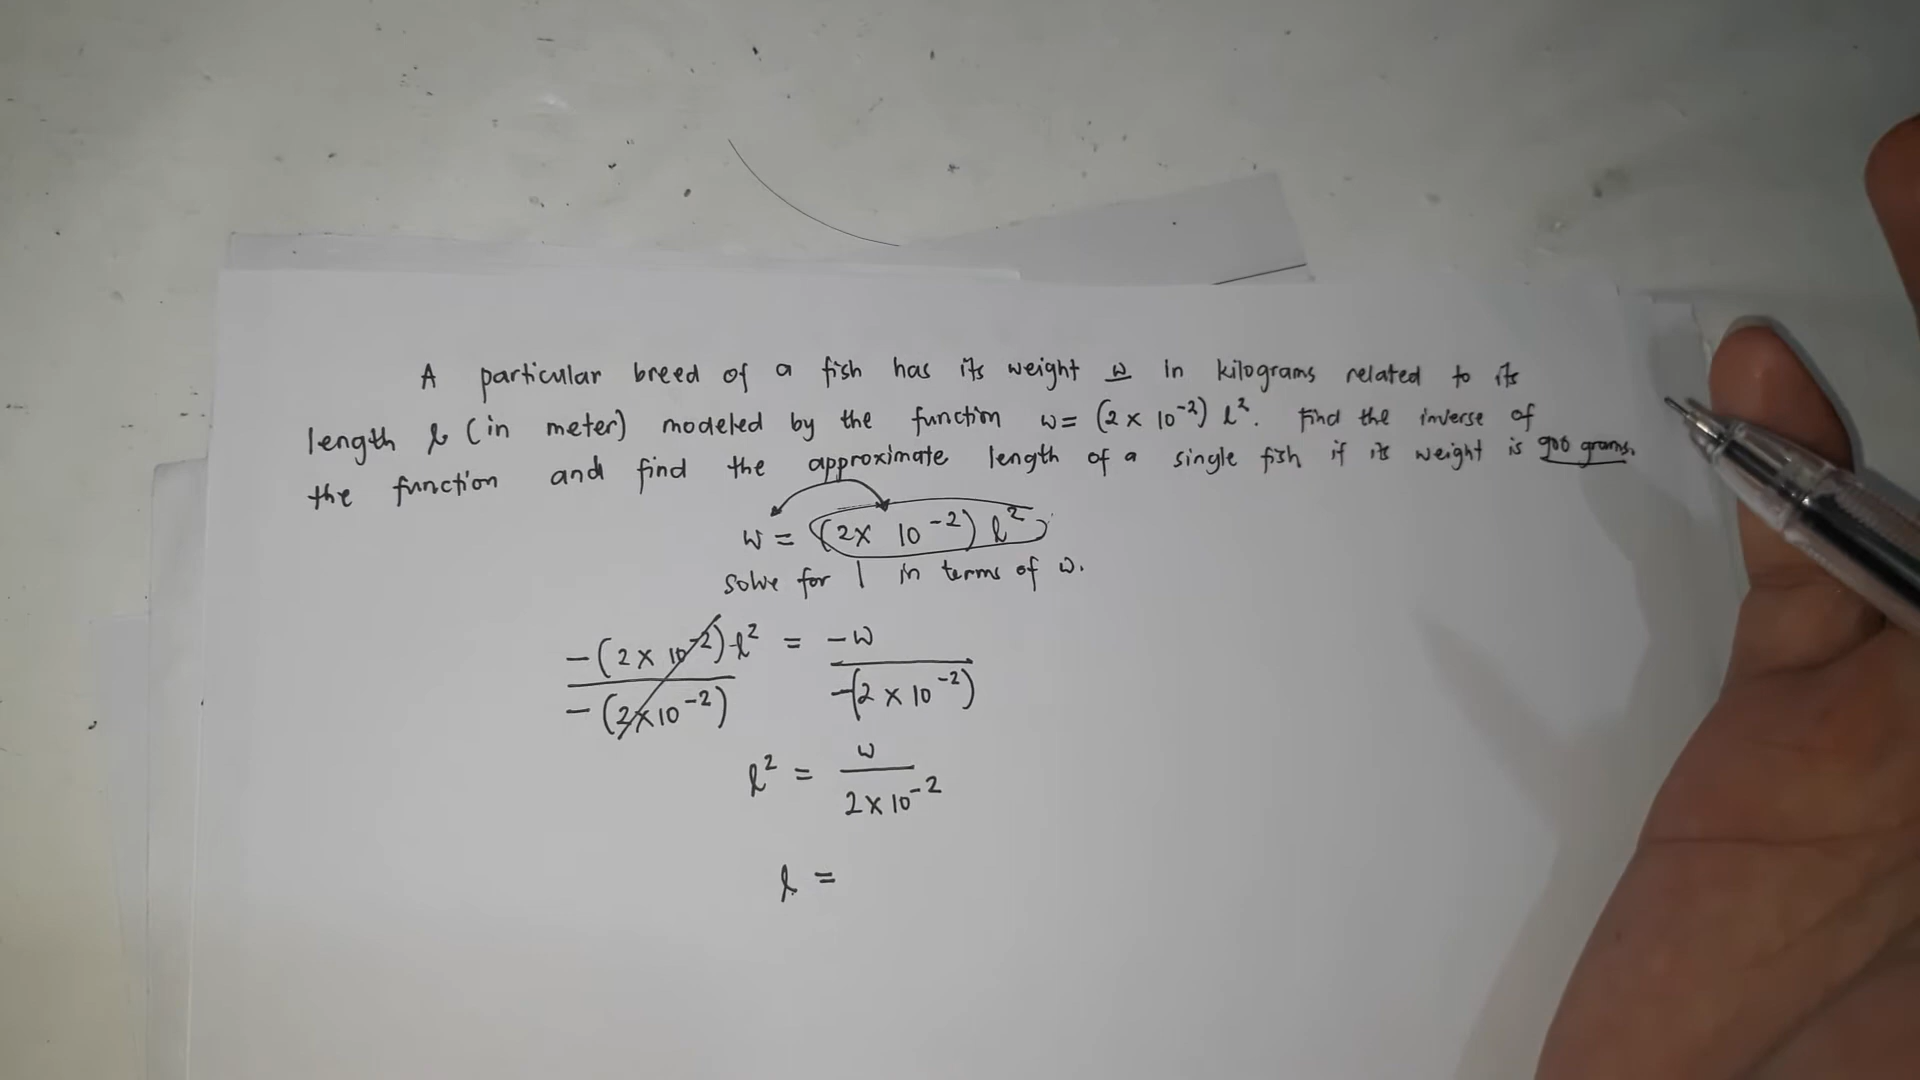 A particular breed of a fish has its weight w in kilograms related to its
length l (in meter) modeled by the function w = (2 x 10⁻²) l². Find the inverse of
the function and find the approximate length of a single fish if its weight is 900 grams.
w = (2x 10⁻²) l²
solve for l in terms of w.
-(2 x 10⁻²) l² = -w
-(2x10⁻²) -(2 x 10⁻²)
l² = w
2 x 10⁻²
l =